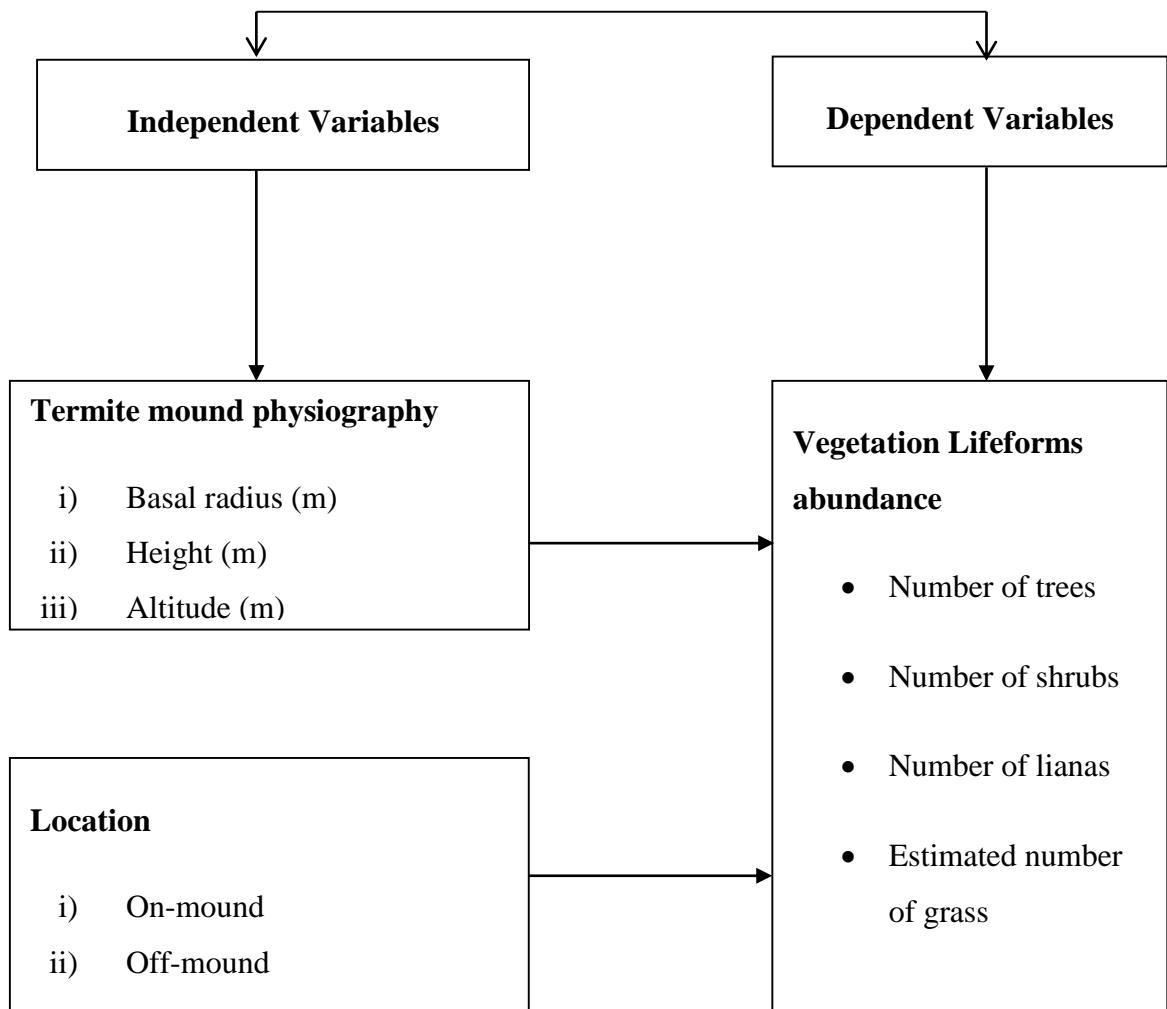 Independent Variables
Dependent Variables
Termite mound physiography
i) Basal radius (m)
ii) Height (m)
iii) Altitude (m)
Location
i) On-mound
ii) Off-mound
Vegetation Lifeforms
abundance
• Number of trees
• Number of shrubs
• Number of lianas
• Estimated number
of grass